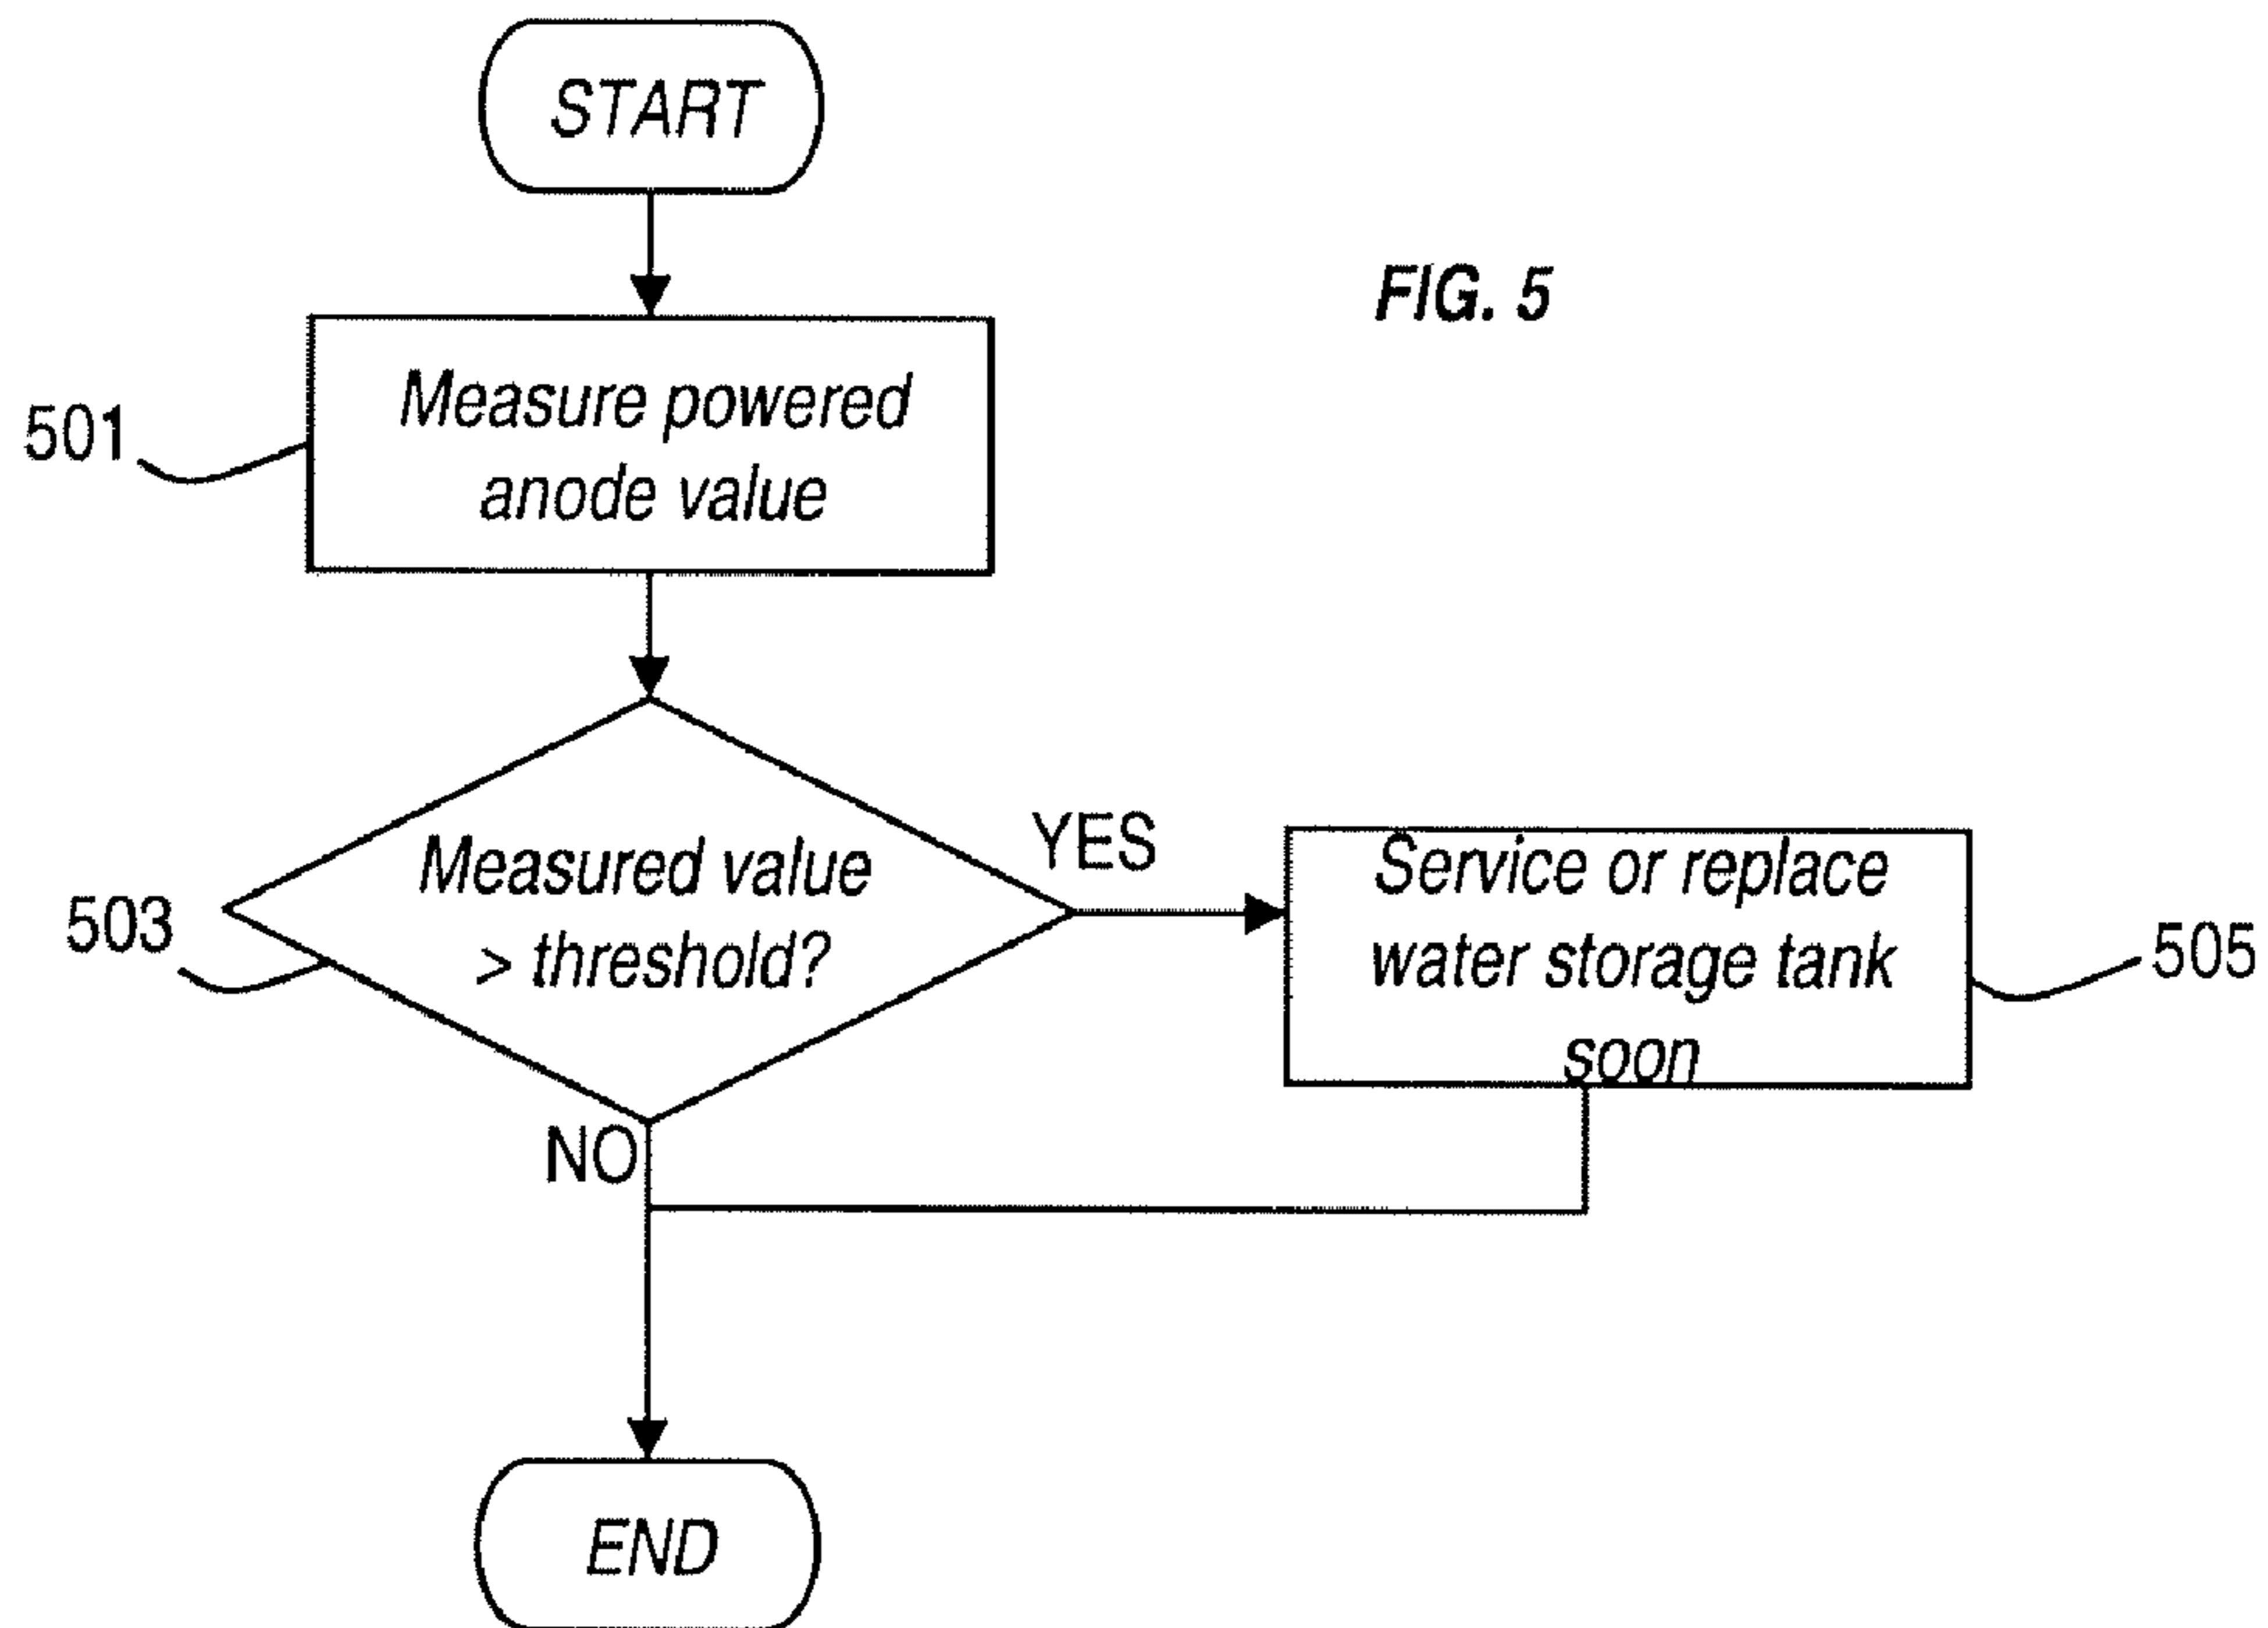 START
FIG. 5
501
Measure powered
anode value
503
Measured value
> threshold?
YES
NO
Service or replace
water storage tank
soon
505
END